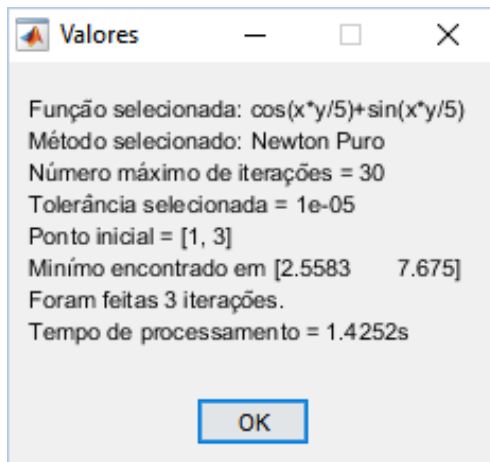 Valores
Função selecionada: cos(x*y/5)+sin(x*y/5)
Método selecionado: Newton Puro
Número máximo de iterações = 30
Tolerância selecionada = 1e-05
Ponto inicial = [1, 3]
Minímo encontrado em [2.5583 7.675]
Foram feitas 3 iterações.
Tempo de processamento = 1.4252s
OK